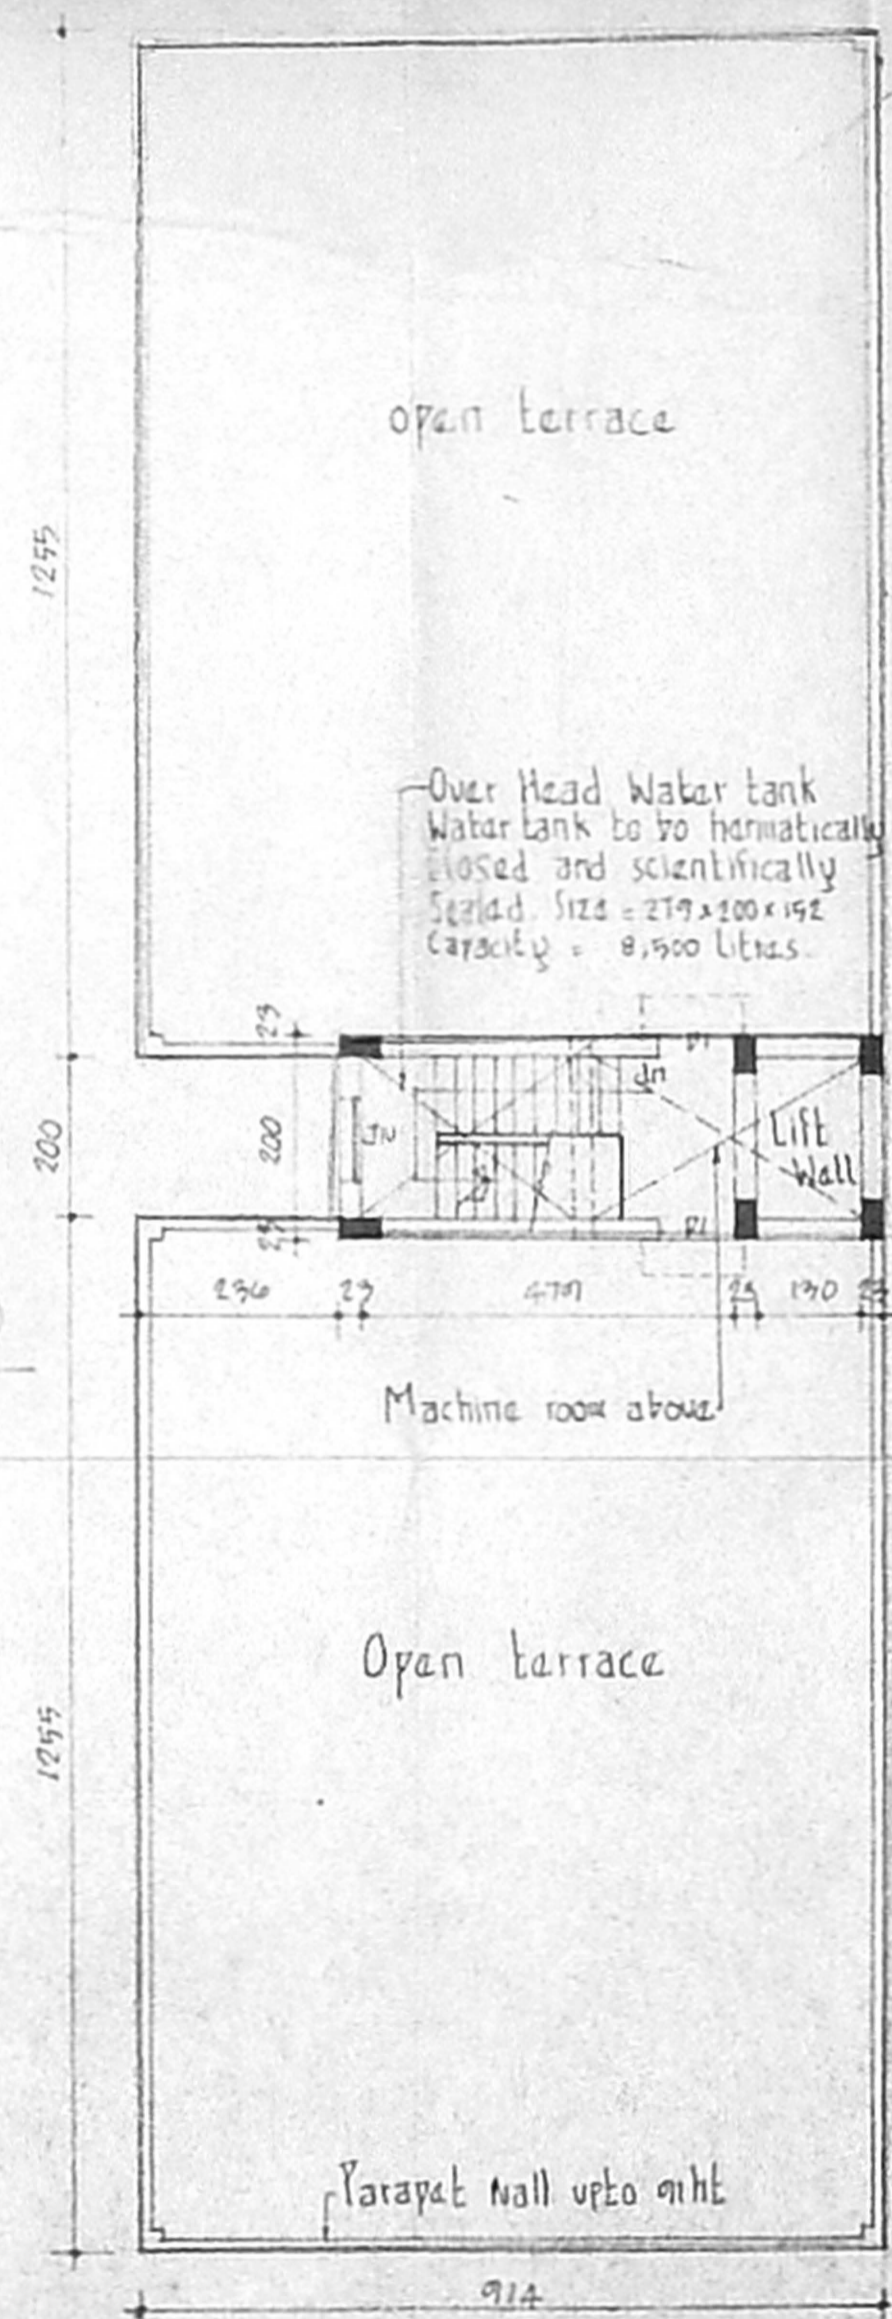 open terrace
1255
Over Head Water tank
Water tank to be hermatically
closed and scientifically
Sealed. Size = 279 x 200 x 152
Capacity = 8,500 Litres.
23
D1
dn
200
200
Lift
Wall
23
D1
236 23 479 23 130 23
Machine room above
Open terrace
1255
Parapet wall upto 91 ht
914